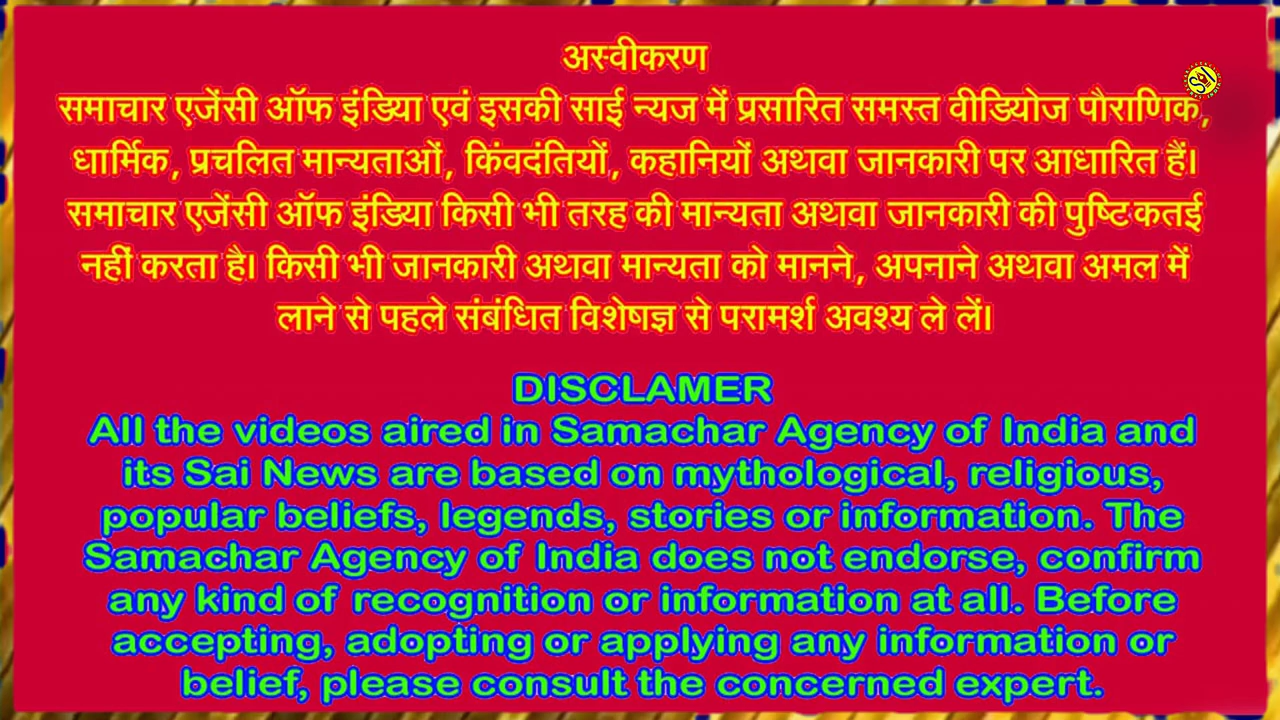 अस्वीकरण
समाचार एजेंसी ऑफ इंडिया एवं इसकी साई न्यज में प्रसारित समस्त वीडियोज पौराणिक,
धार्मिक, प्रचलित मान्यताओं, किंवदंतियों, कहानियों अथवा जानकारी पर आधारित हैं।
समाचार एजेंसी ऑफ इंडिया किसी भी तरह की मान्यता अथवा जानकारी की पुष्टि कतई
नहीं करता है। किसी भी जानकारी अथवा मान्यता को मानने, अपनाने अथवा अमल में
लाने से पहले संबंधित विशेषज्ञ से परामर्श अवश्य ले लें।
SAI
DISCLAMER
All the videos aired in Samachar Agency of India and
its Sai News are based on mythological, religious,
popular beliefs, legends, stories or information. The
Samachar Agency of India does not endorse, confirm
any kind of recognition or information at all. Before
accepting, adopting or applying any information or
belief, please consult the concerned expert.